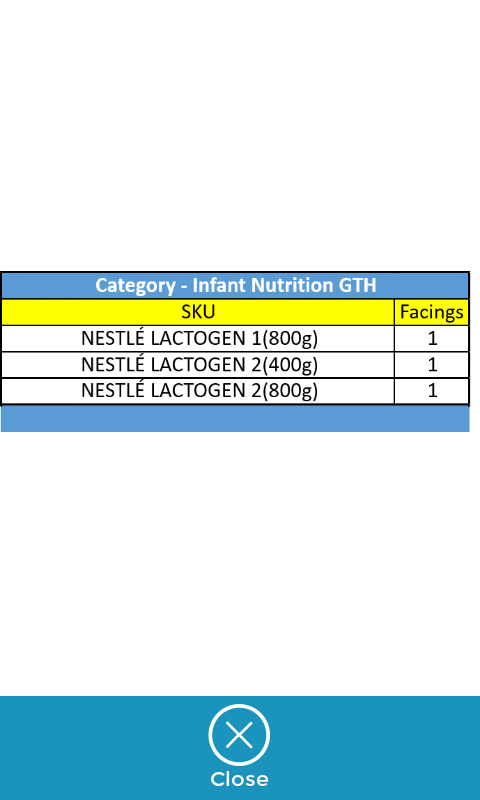 Category - Infant Nutrition GTH
SKU Facings
NESTLÉ LACTOGEN 1(800g) 1
NESTLÉ LACTOGEN 2(400g) 1
NESTLÉ LACTOGEN 2(800g) 1
Close